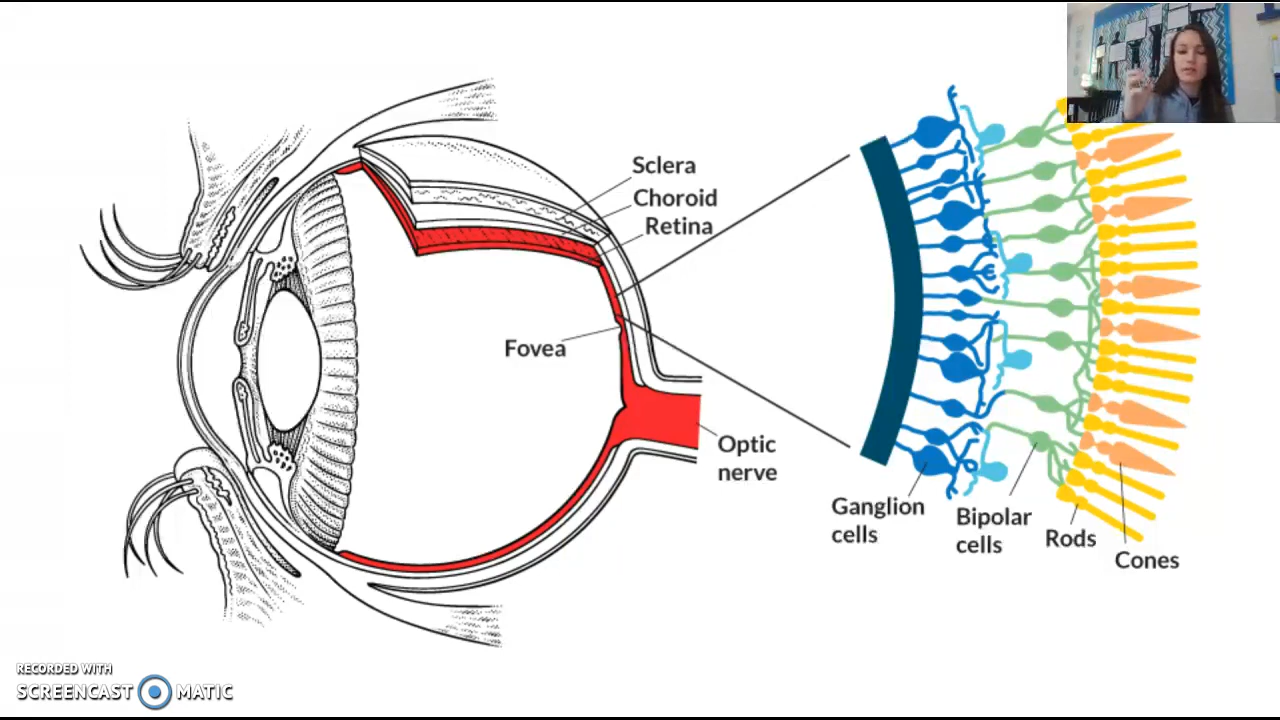 Sclera
Choroid
Retina
Fovea
Optic
nerve
Ganglion
cells
Bipolar
cells
Rods
Cones
RECORDED WITH
SCREENCAST MATIC